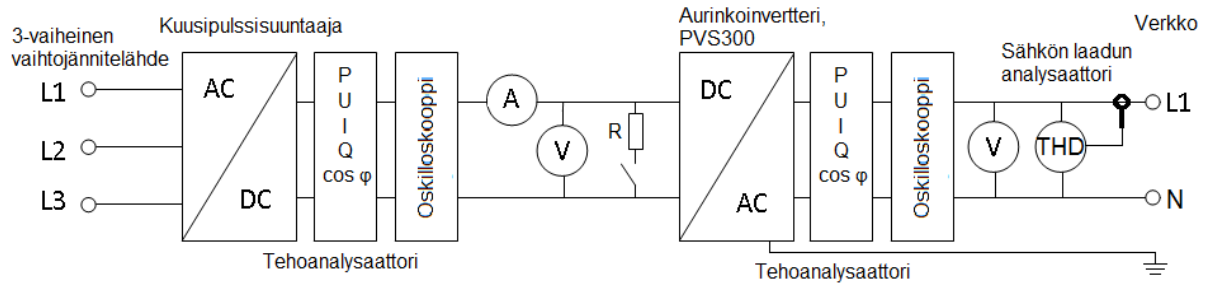 3-vaiheinen
vaihtojännitelähde
Kuusipulssisuuntaaja
Aurinkoinvertteri,
PVS300
Sähkön laadun
analysaattori
Verkko
L1
L2
L3
AC
DC
P
U
I
Q
cos φ
Oskilloskooppi
A
V
R
DC
AC
P
U
I
Q
cos φ
Oskilloskooppi
V
THD
L1
N
Tehoanalysaattori
Tehoanalysaattori